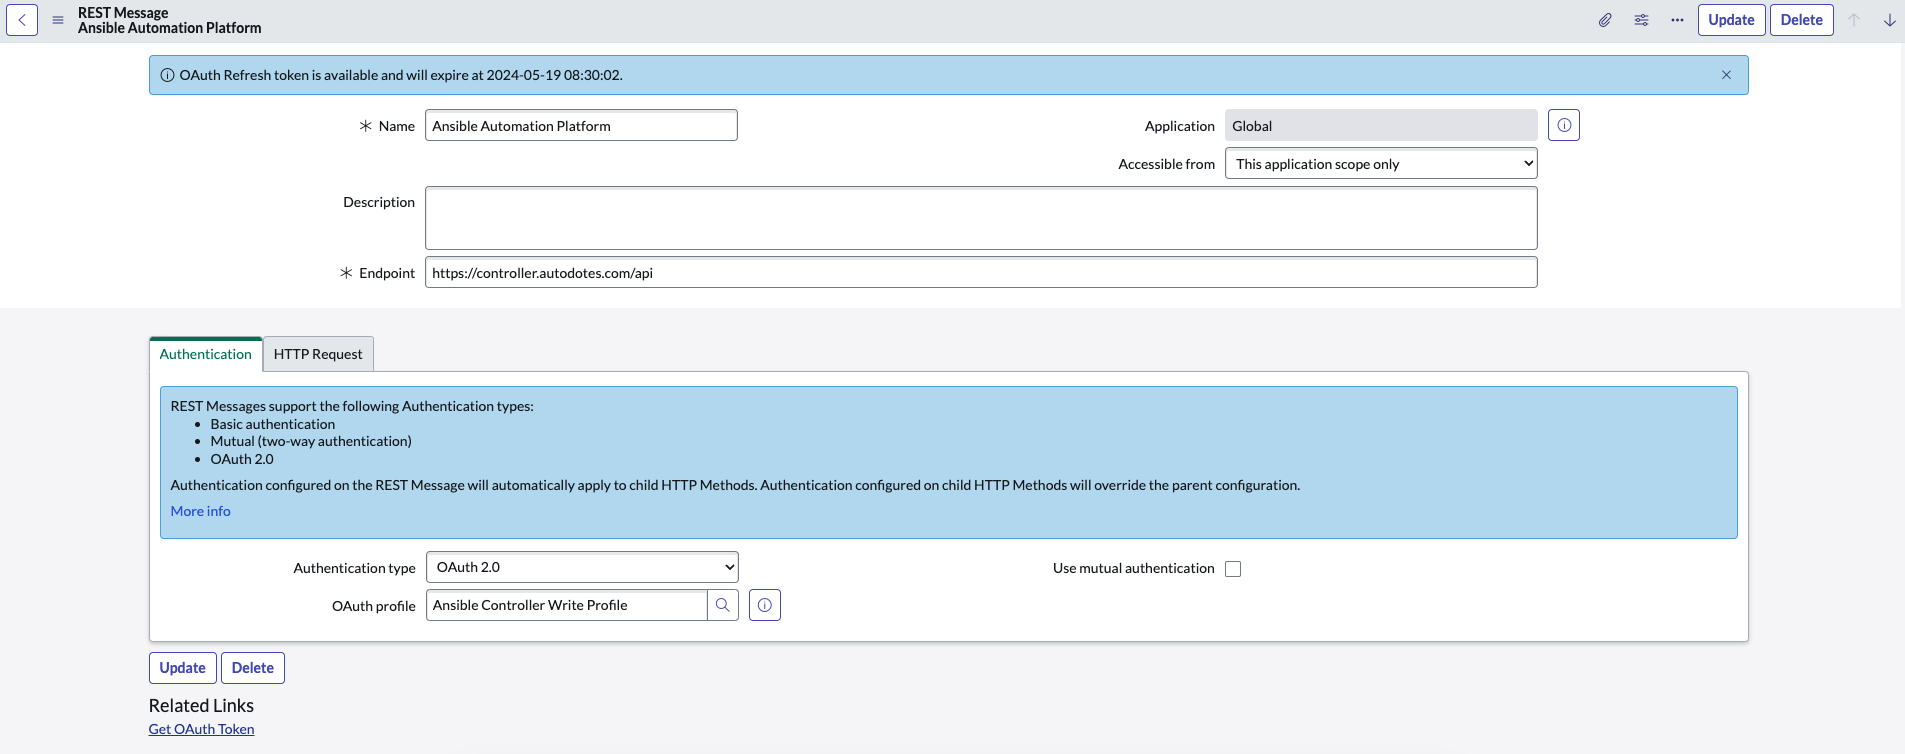 REST Message
Ansible Automation Platform
Update
Delete
OAuth Refresh token is available and will expire at 2024-05-19 08:30:02.
Name
Ansible Automation Platform
Application
Global
Accessible from
This application scope only
Description
Endpoint
https://controller.autodotes.com/api
Authentication
HTTP Request
REST Messages support the following Authentication types:
• Basic authentication
• Mutual (two-way authentication)
• OAuth 2.0
Authentication configured on the REST Message will automatically apply to child HTTP Methods. Authentication configured on child HTTP Methods will override the parent configuration.
More info
Authentication type
OAuth 2.0
Use mutual authentication
OAuth profile
Ansible Controller Write Profile
Update
Delete
Related Links
Get OAuth Token